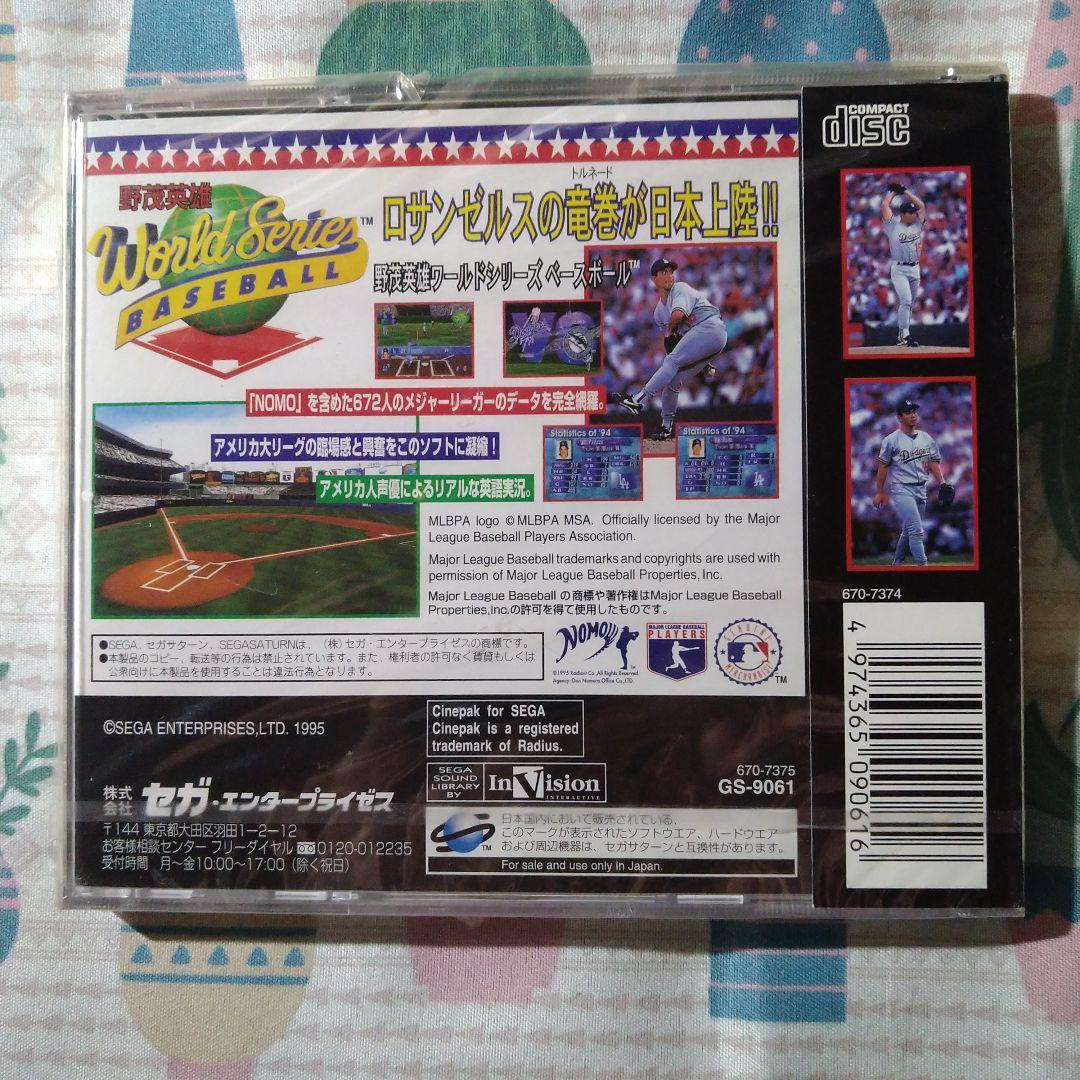 COMPACT
disc
野茂英雄
World Series™
BASEBALL
トルネード
ロサンゼルスの竜巻が日本上陸!!
野茂英雄ワールドシリーズ ベースボール™
「NOMO」を含めた672人のメジャーリーガーのデータを完全網羅。
アメリカ大リーグの臨場感と興奮をこのソフトに凝縮！
アメリカ人声優によるリアルな英語実況。
Statistics of '94
Statistics of '94
MLBPA logo ©MLBPA MSA. Officially licensed by the Major
League Baseball Players Association.
Major League Baseball trademarks and copyrights are used with
permission of Major League Baseball Properties, Inc.
Major League Baseball の商標や著作権はMajor League Baseball
Properties,Inc.の許可を得て使用したものです。
●SEGA、セガサターン、SEGASATURNは、(株)セガ・エンタープライゼスの商標です。
●本製品のコピー、転送等の行為は禁止されています。また、権利者の許可なく賃貸もしくは
公衆向けに本製品を使用することは違法行為となります。
NOMO
©1995 Radiant Co.,All Rights Reserved.
Agency :Don Nomura Office Co.,LTD.
MAJOR LEAGUE BASEBALL
PLAYERS
GENUINE
MERCHANDISE
TM
©SEGA ENTERPRISES,LTD. 1995
Cinepak for SEGA
Cinepak is a registered
trademark of Radius.
SEGA
SOUND
LIBRARY
BY
InVision
INTERACTIVE
670-7375
GS-9061
株式
会社
セガ・エンタープライゼス
〒144 東京都大田区羽田1-2-12
お客様相談センター フリーダイヤル 0120-012235
受付時間 月～金10:00～17:00 (除く祝日)
日本国内において販売されている、
このマークが表示されたソフトウエア、ハードウエア
および周辺機器は、セガサターンと互換性があります。
For sale and use only in Japan.
670-7374
4 974365 090616